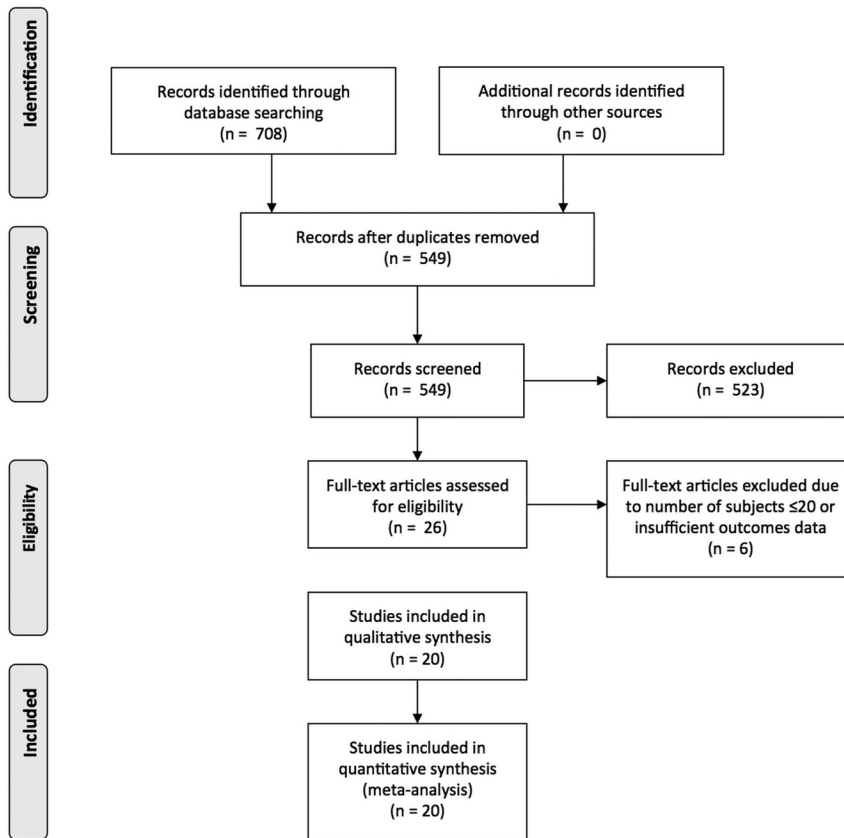 Identification
Records identified through
database searching
(n = 708)
Additional records identified
through other sources
(n = 0)
Screening
Records after duplicates removed
(n = 549)
Records screened
(n = 549)
Records excluded
(n = 523)
Eligibility
Full-text articles assessed
for eligibility
(n = 26)
Full-text articles excluded due
to number of subjects ≤20 or
insufficient outcomes data
(n = 6)
Studies included in
qualitative synthesis
(n = 20)
Included
Studies included in
quantitative synthesis
(meta-analysis)
(n = 20)